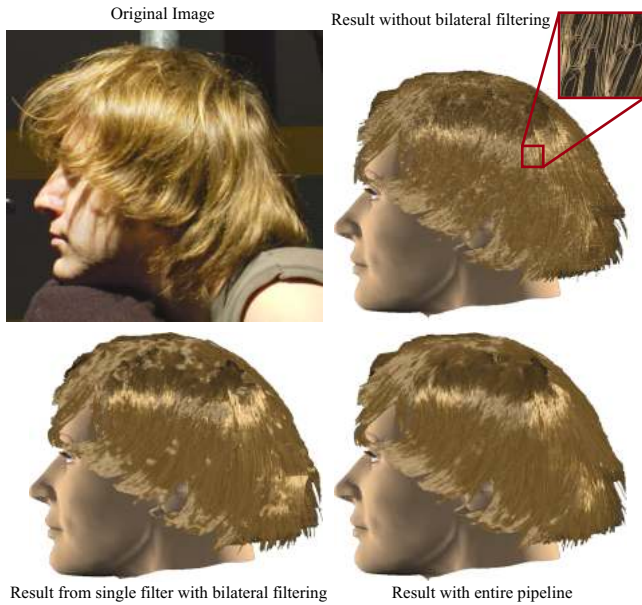 Original Image
Result without bilateral filtering
Result from single filter with bilateral filtering
Result with entire pipeline